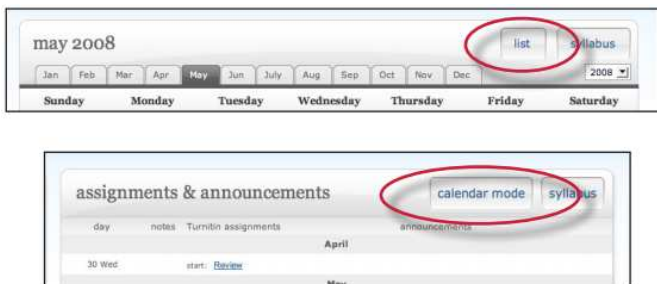 may 2008 list syllabus
Jan Feb Mar Apr May Jun July Aug Sep Oct Nov Dec 2008
Sunday Monday Tuesday Wednesday Thursday Friday Saturday
assignments & announcements calendar mode syllabus
day notes Turnitin assignments announcements
April
30 Wed start: Review
May